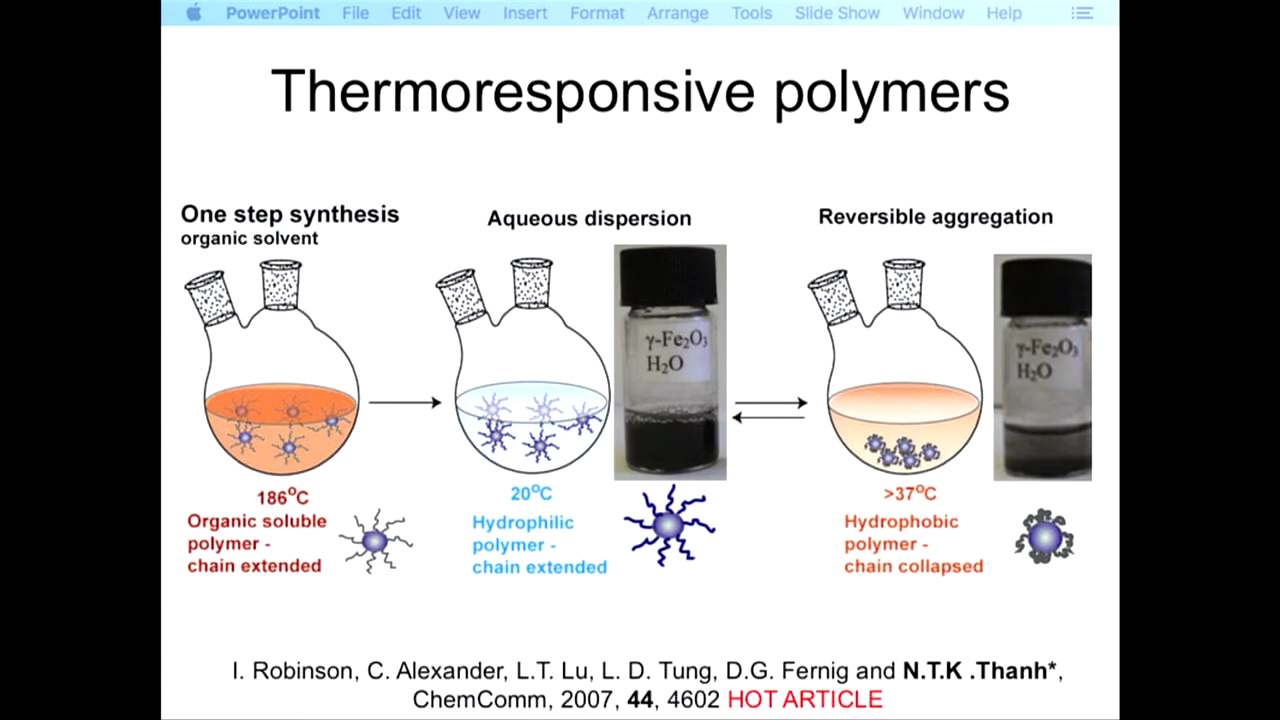 PowerPoint File Edit View Insert Format Arrange Tools Slide Show Window Help
Thermoresponsive polymers
One step synthesis
organic solvent
Aqueous dispersion
Reversible aggregation
γ-Fe₂O₃
H₂O
γ-Fe₂O₃
H₂O
186°C
Organic soluble
polymer -
chain extended
20°C
Hydrophilic
polymer -
chain extended
>37°C
Hydrophobic
polymer -
chain collapsed
I. Robinson, C. Alexander, L.T. Lu, L. D. Tung, D.G. Fernig and N.T.K .Thanh*,
ChemComm, 2007, 44, 4602 HOT ARTICLE